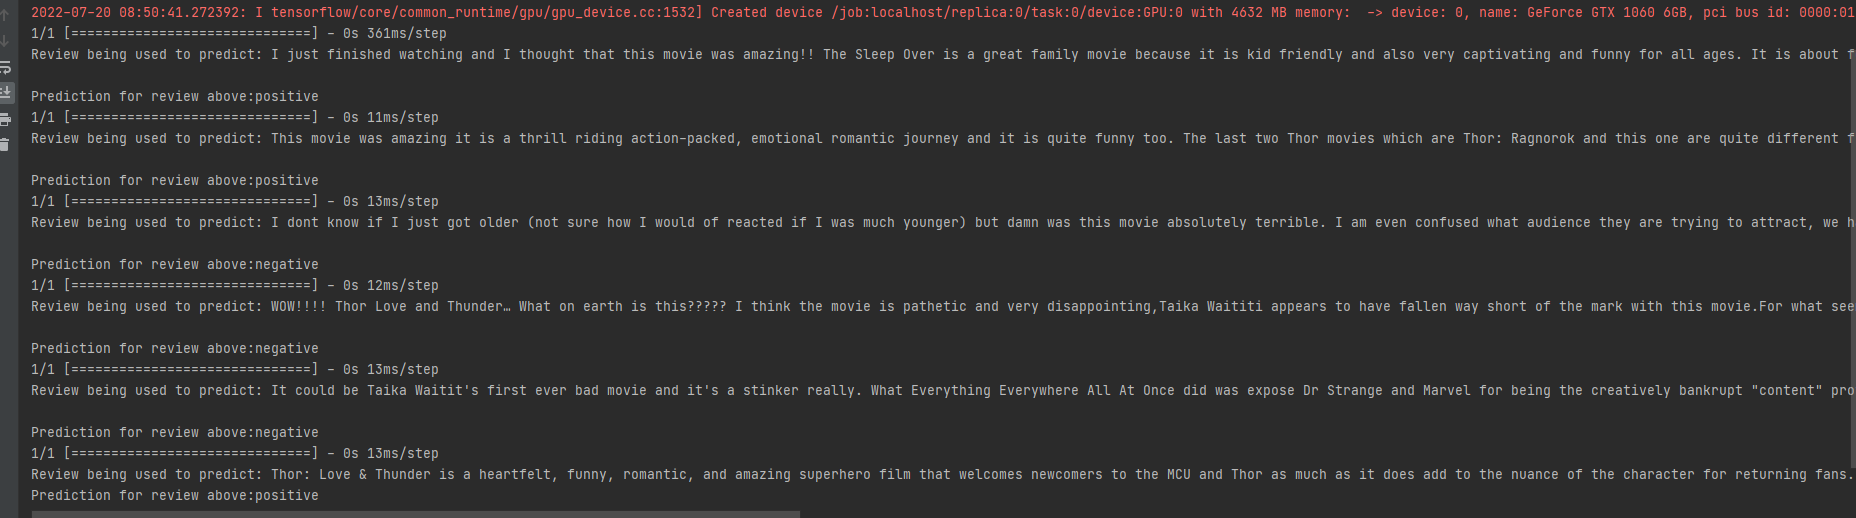 2022-07-20 08:50:41.272392: I tensorflow/core/common_runtime/gpu/gpu_device.cc:1532] Created device /job:localhost/replica:0/task:0/device:GPU:0 with 4632 MB memory:  -> device: 0, name: GeForce GTX 1060 6GB, pci bus id: 0000:01
1/1 [==============================] - 0s 361ms/step
Review being used to predict: I just finished watching and I thought that this movie was amazing!! The Sleep Over is a great family movie because it is kid friendly and also very captivating and funny for all ages. It is about f
Prediction for review above:positive
1/1 [==============================] - 0s 11ms/step
Review being used to predict: This movie was amazing it is a thrill riding action-packed, emotional romantic journey and it is quite funny too. The last two Thor movies which are Thor: Ragnorok and this one are quite different f
Prediction for review above:positive
1/1 [==============================] - 0s 13ms/step
Review being used to predict: I dont know if I just got older (not sure how I would of reacted if I was much younger) but damn was this movie absolutely terrible. I am even confused what audience they are trying to attract, we h
Prediction for review above:negative
1/1 [==============================] - 0s 12ms/step
Review being used to predict: WOW!!!! Thor Love and Thunder… What on earth is this????? I think the movie is pathetic and very disappointing,Taika Waititi appears to have fallen way short of the mark with this movie.For what see
Prediction for review above:negative
1/1 [==============================] - 0s 13ms/step
Review being used to predict: It could be Taika Waitit's first ever bad movie and it's a stinker really. What Everything Everywhere All At Once did was expose Dr Strange and Marvel for being the creatively bankrupt "content" pro
Prediction for review above:negative
1/1 [==============================] - 0s 13ms/step
Review being used to predict: Thor: Love & Thunder is a heartfelt, funny, romantic, and amazing superhero film that welcomes newcomers to the MCU and Thor as much as it does add to the nuance of the character for returning fans.
Prediction for review above:positive